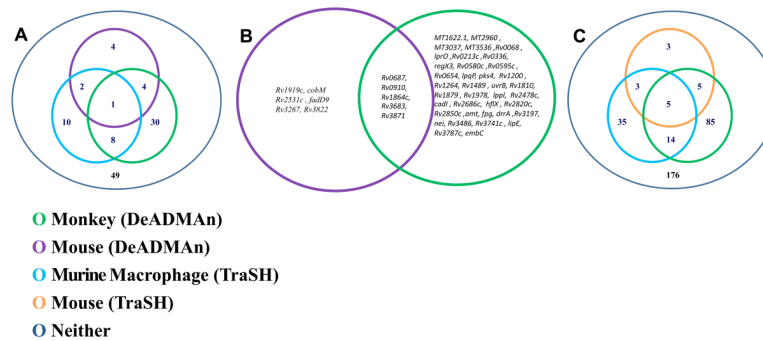 A
4
2
4
1
10
30
8
49
B
Rv1919c, cobM
Rv2531c , fadD9
Rv3267, Rv3822
Rv0687,
Rv0910,
Rv1864c,
Rv3683,
Rv3871
MT1622.1, MT2960 ,
MT3037, MT3536 ,Rv0068 ,
lprO ,Rv0213c ,Rv0336,
regX3, Rv0580c ,Rv0595c ,
Rv0654, lpqP, pks4, Rv1200 ,
Rv1264, Rv1489 , uvrB, Rv1810,
Rv1879 , Rv1978, lppI, Rv2478c,
cadI , Rv2686c, hflX , Rv2820c,
Rv2850c ,amt, fpg, drrA ,Rv3197,
nei, Rv3486, Rv3741c , lipE,
Rv3787c, embC
C
3
3
5
5
35
85
14
176
O Monkey (DeADMAn)
O Mouse (DeADMAn)
O Murine Macrophage (TraSH)
O Mouse (TraSH)
O Neither